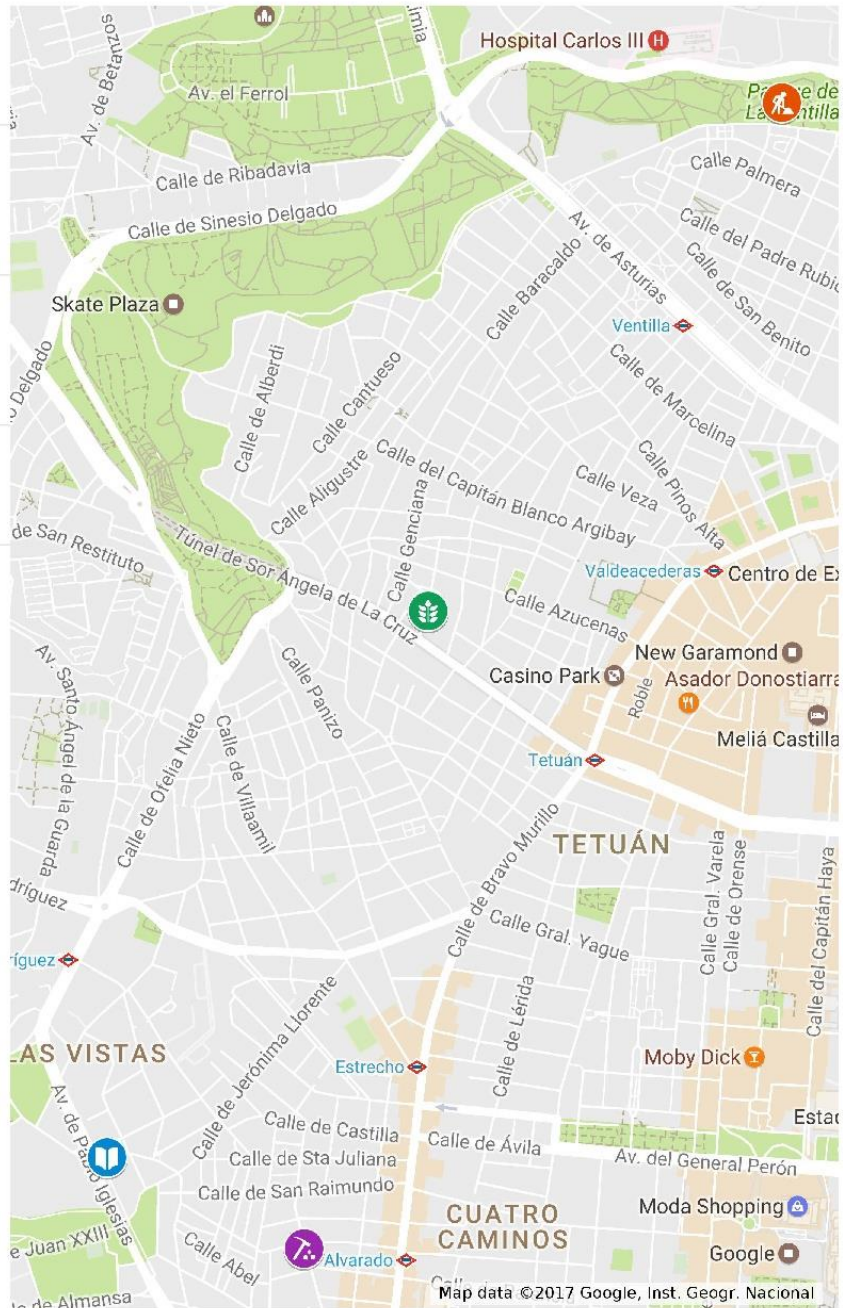 Hospital Carlos III
H
Av. de Betanzos
Av. el Ferrol
Calle de Ribadavia
Calle Palmera
Calle de Sinesio Delgado
Av. de Asturias
Calle del Padre Rubio
Calle de San Benito
Calle Baracaldo
Skate Plaza
Ventilla
Calle de Alberdi
Calle Cantueso
Calle de Marcelina
Calle Aligustre
Calle del Capitán Blanco Argibay
Calle Veza
Calle Pinos Alta
Calle Genciana
de San Restituto
Túnel de Sor Ángela de La Cruz
Valdeacederas
Centro de Ex
Calle Azucenas
New Garamond
Casino Park
Roble
Asador Donostiarra
Calle Panizo
Av. Santo Ángel de la Guarda
Meliá Castilla
Calle de Ofelia Nieto
Calle de Villaamil
Tetuán
TETUÁN
Calle de Bravo Murillo
Calle Gral. Varela
Calle de Orense
Calle del Capitán Haya
dríguez
Calle Gral. Yague
ríguez
Calle de Jerónima Llorente
Calle de Lérida
AS VISTAS
Estrecho
Moby Dick
Av. de Pablo Iglesias
Calle de Castilla
Calle de Ávila
Calle de Sta Juliana
Av. del General Perón
Calle de San Raimundo
CUATRO
CAMINOS
Moda Shopping
e Juan XXIII
Calle Abel
Alvarado
Google
lo de Almansa
Map data ©2017 Google, Inst. Geogr. Nacional